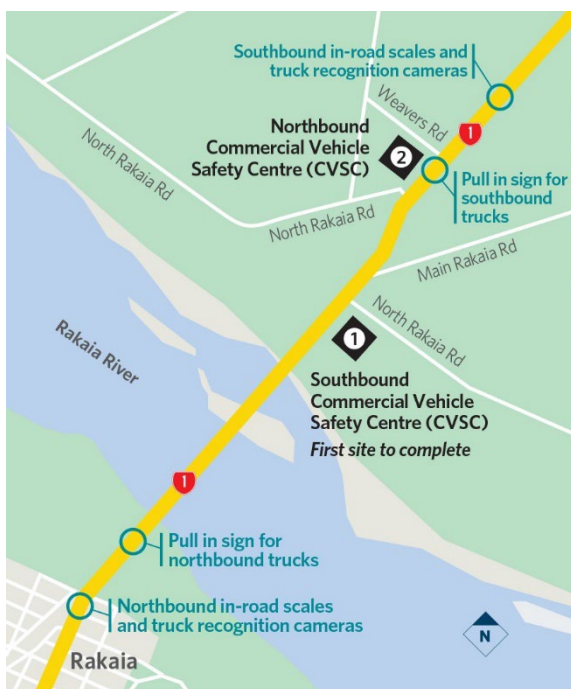 Southbound in-road scales and
truck recognition cameras
Weavers Rd
1
Northbound
Commercial Vehicle
Safety Centre (CVSC)
2
North Rakaia Rd
Pull in sign for
southbound
trucks
North Rakaia Rd
Main Rakaia Rd
North Rakaia Rd
1
Rakaia River
Southbound
Commercial Vehicle
Safety Centre (CVSC)
First site to complete
1
Pull in sign for
northbound trucks
Northbound in-road scales
and truck recognition cameras
Rakaia
N